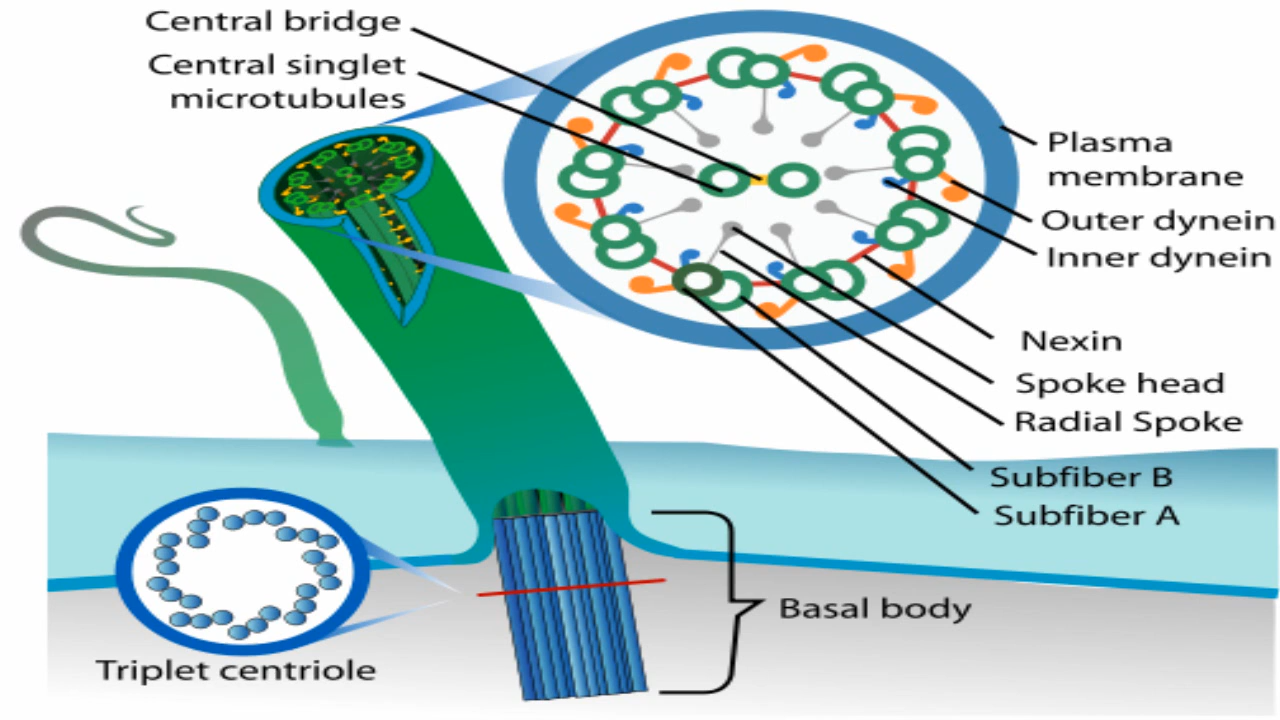 Central bridge
Central singlet
microtubules
Plasma
membrane
Outer dynein
Inner dynein
Nexin
Spoke head
Radial Spoke
Subfiber B
Subfiber A
Basal body
Triplet centriole